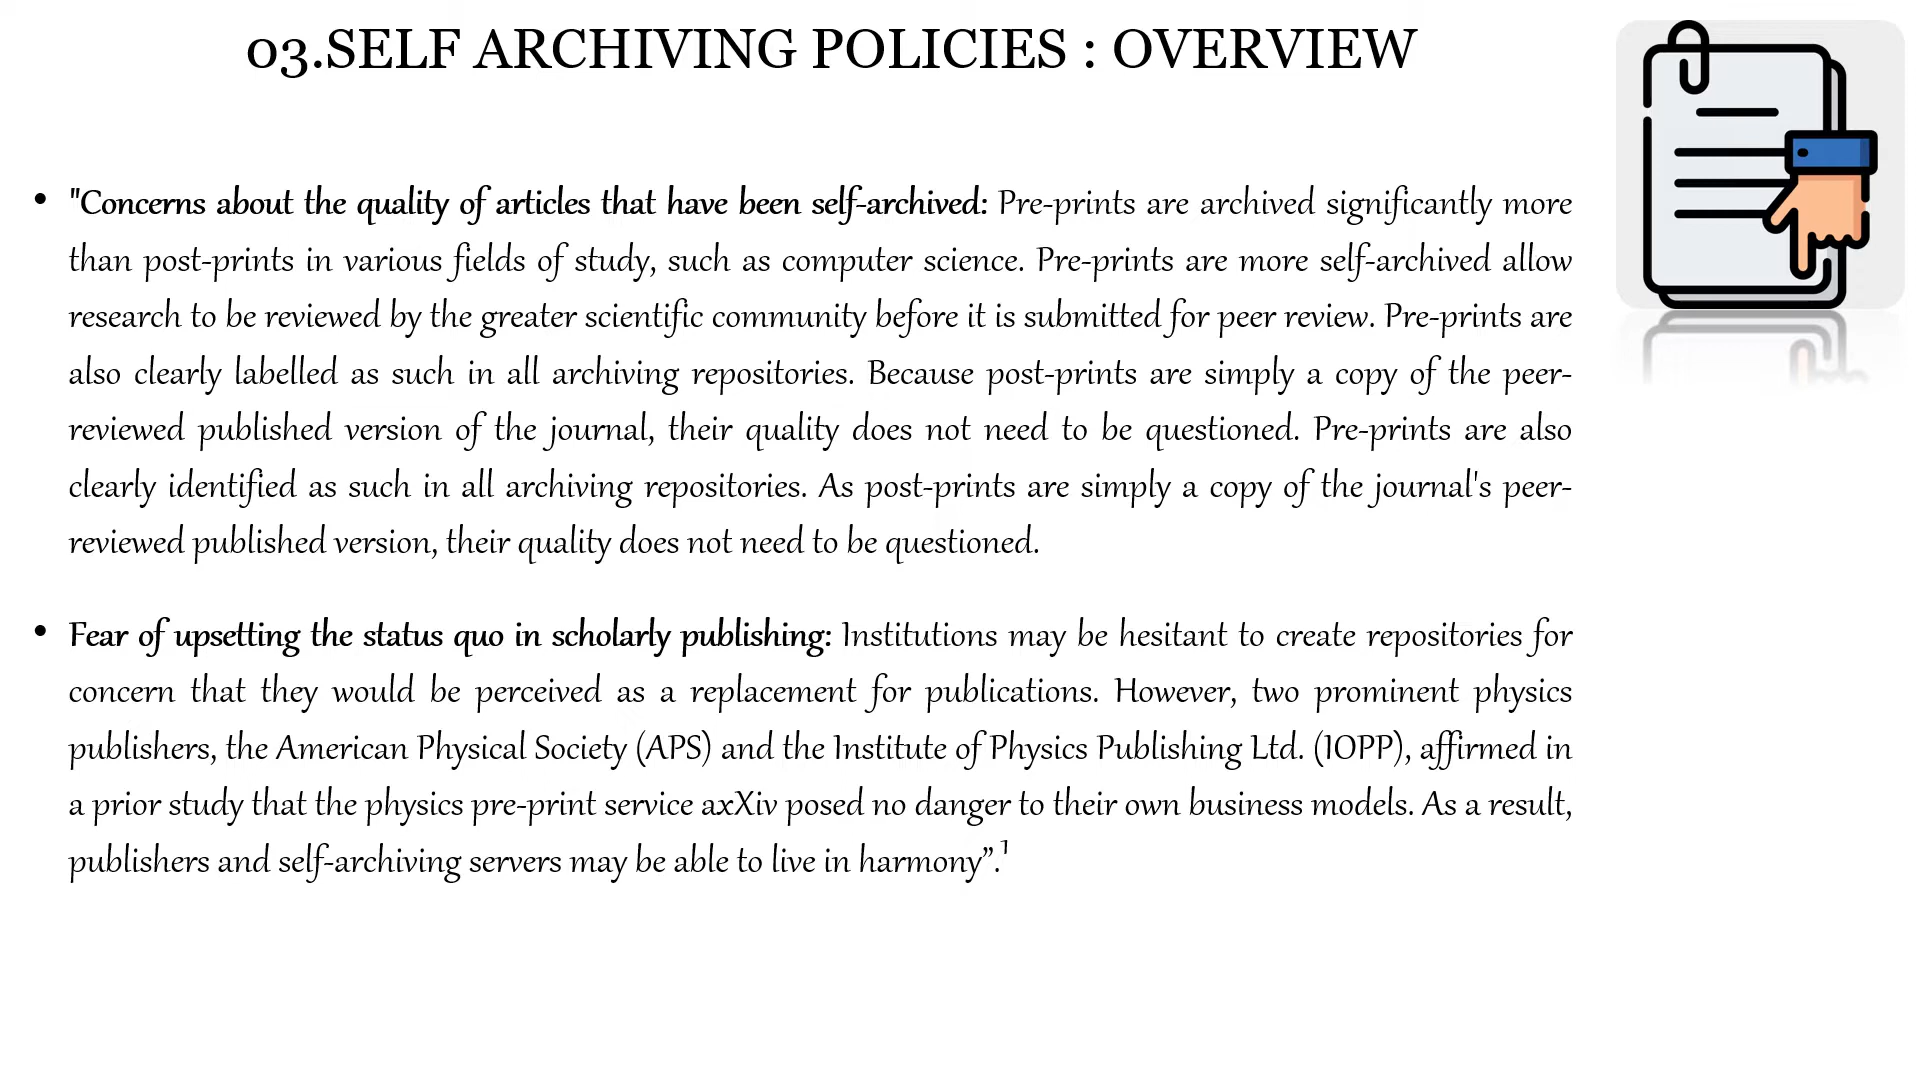 03.SELF ARCHIVING POLICIES : OVERVIEW
• "Concerns about the quality of articles that have been self-archived: Pre-prints are archived significantly more
than post-prints in various fields of study, such as computer science. Pre-prints are more self-archived allow
research to be reviewed by the greater scientific community before it is submitted for peer review. Pre-prints are
also clearly labelled as such in all archiving repositories. Because post-prints are simply a copy of the peer-
reviewed published version of the journal, their quality does not need to be questioned. Pre-prints are also
clearly identified as such in all archiving repositories. As post-prints are simply a copy of the journal's peer-
reviewed published version, their quality does not need to be questioned.
• Fear of upsetting the status quo in scholarly publishing: Institutions may be hesitant to create repositories for
concern that they would be perceived as a replacement for publications. However, two prominent physics
publishers, the American Physical Society (APS) and the Institute of Physics Publishing Ltd. (IOPP), affirmed in
a prior study that the physics pre-print service axXiv posed no danger to their own business models. As a result,
publishers and self-archiving servers may be able to live in harmony”.¹